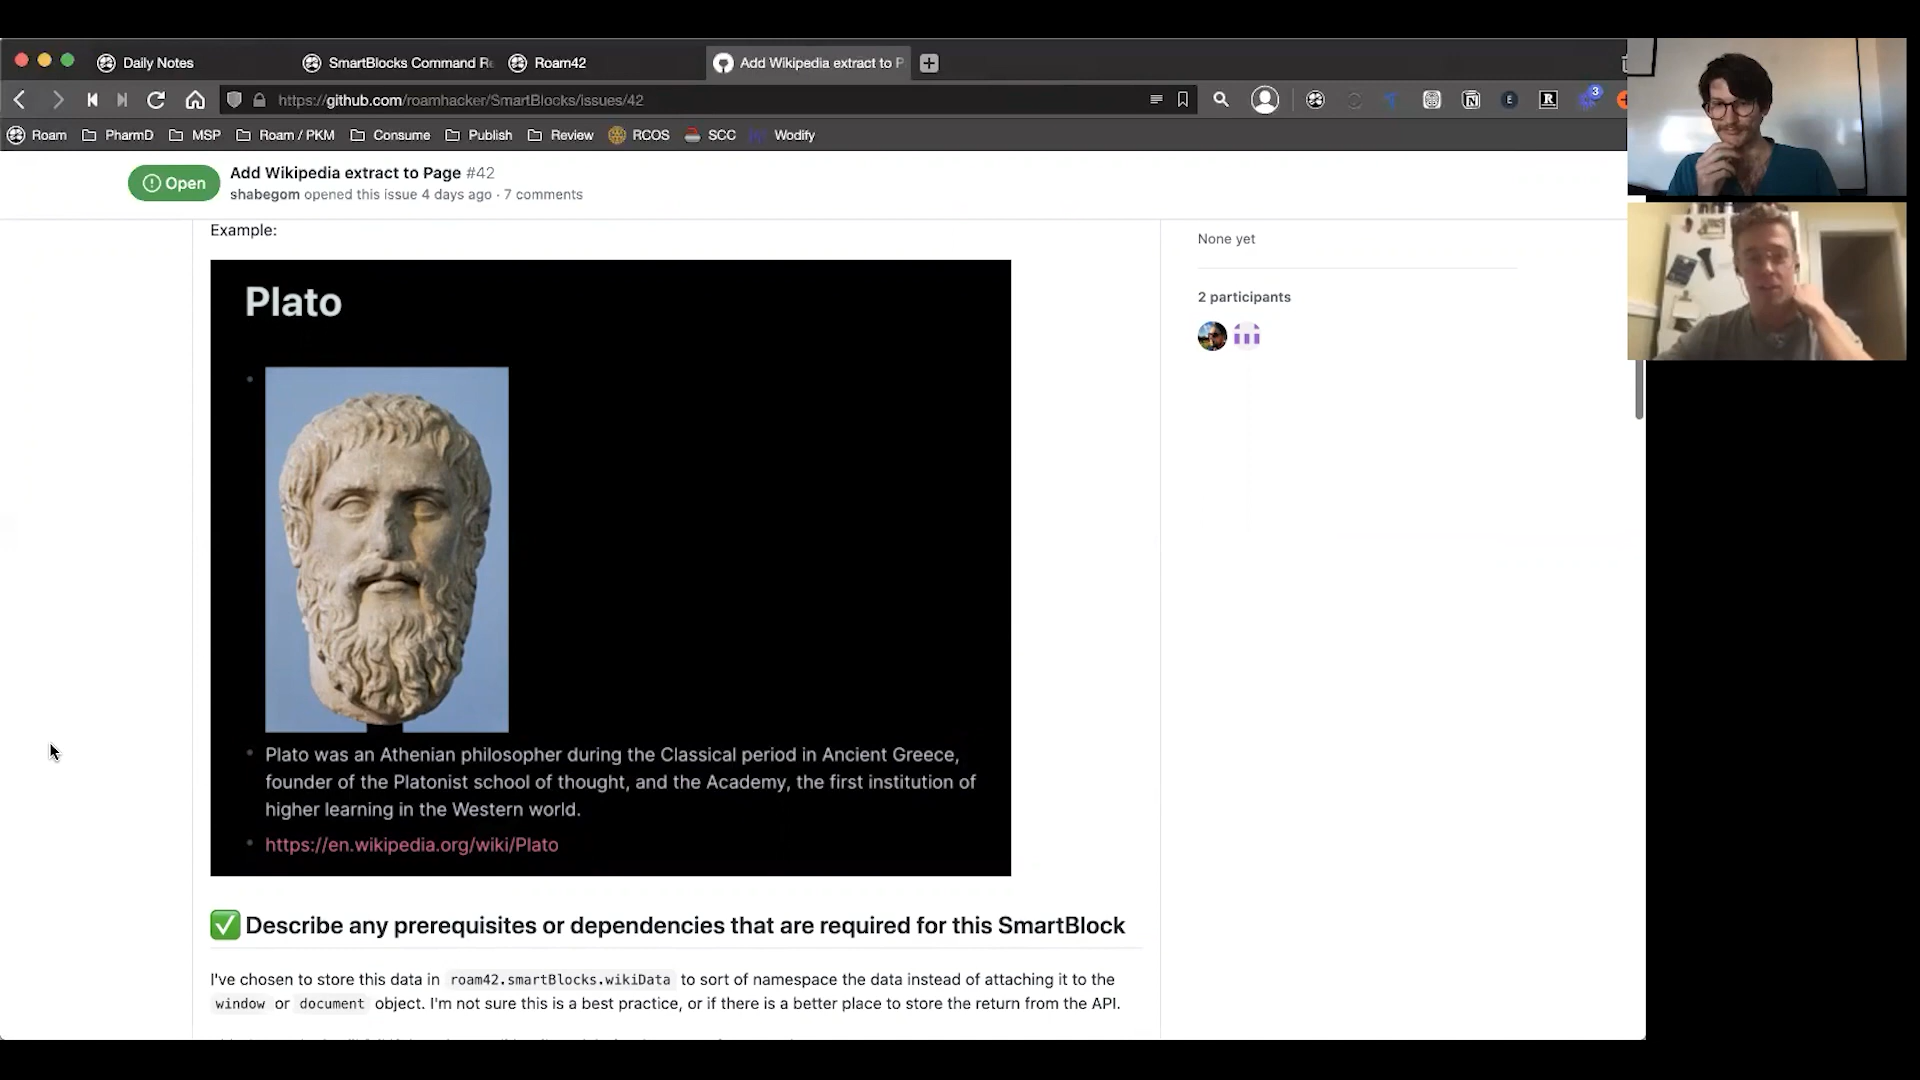 Daily Notes
SmartBlocks Command Re
Roam42
Add Wikipedia extract to P
https://github.com/roamhacker/SmartBlocks/issues/42
E
R
3
Roam
PharmD
MSP
Roam / PKM
Consume
Publish
Review
RCOS
SCC
Wodify
Open
Add Wikipedia extract to Page #42
shabegom opened this issue 4 days ago · 7 comments
Example:
None yet
2 participants
Plato
Plato was an Athenian philosopher during the Classical period in Ancient Greece,
founder of the Platonist school of thought, and the Academy, the first institution of
higher learning in the Western world.
https://en.wikipedia.org/wiki/Plato
✅ Describe any prerequisites or dependencies that are required for this SmartBlock
I've chosen to store this data in roam42.smartBlocks.wikiData to sort of namespace the data instead of attaching it to the
window or document object. I'm not sure this is a best practice, or if there is a better place to store the return from the API.